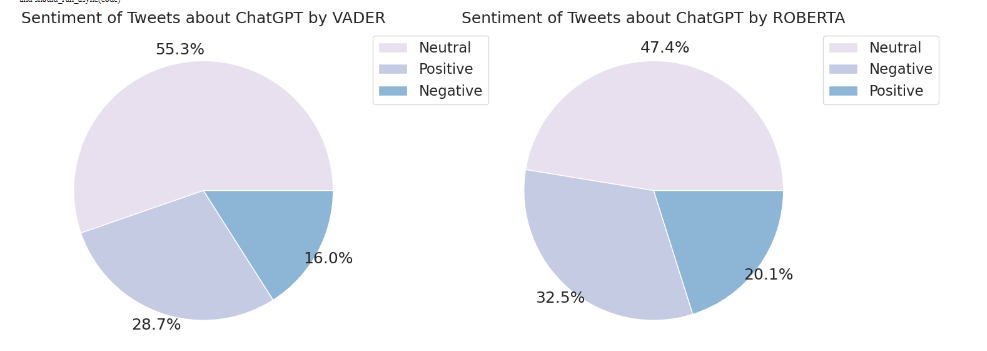 Sentiment of Tweets about ChatGPT by VADER
55.3%
Neutral
Positive
Negative
16.0%
28.7%
Sentiment of Tweets about ChatGPT by ROBERTA
47.4%
Neutral
Negative
Positive
20.1%
32.5%